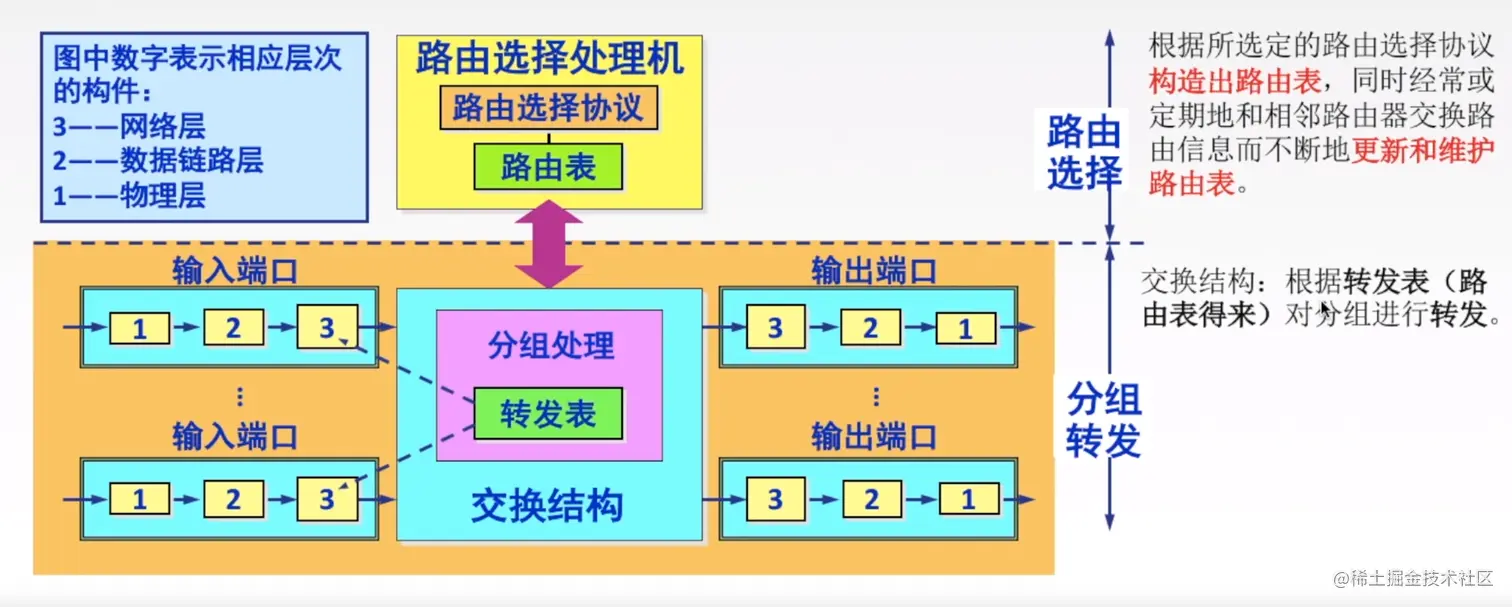 图中数字表示相应层次
的构件：
3——网络层
2——数据链路层
1——物理层
路由选择处理机
路由选择协议
路由表
路由
选择
根据所选定的路由选择协议
构造出路由表，同时经常或
定期地和相邻路由器交换路
由信息而不断地更新和维护
路由表。
输入端口
1 2 3
⋮
输入端口
1 2 3
分组处理
转发表
交换结构
输出端口
3 2 1
⋮
输出端口
3 2 1
分组
转发
交换结构：根据转发表（路
由表得来）对分组进行转发。
@稀土掘金技术社区